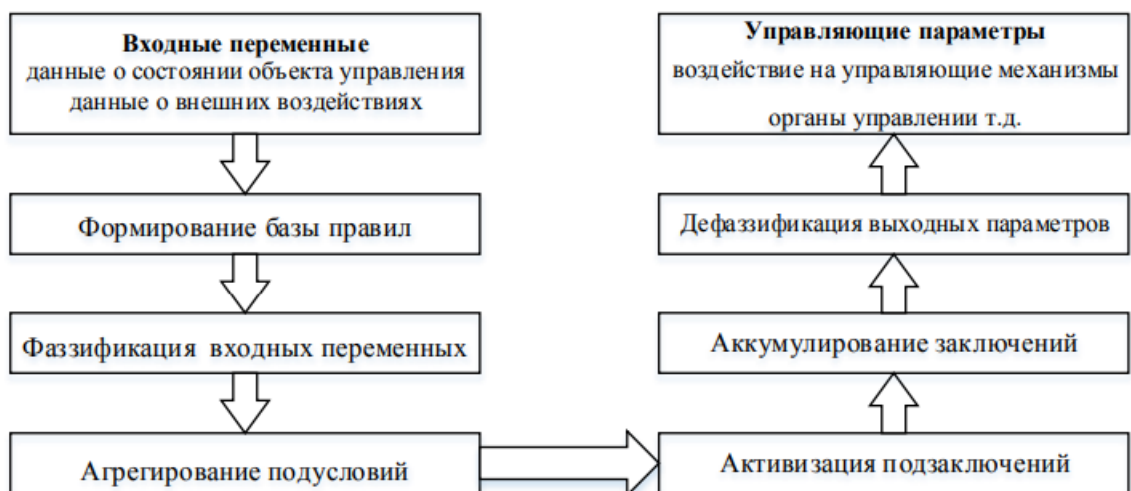 Входные переменные
данные о состоянии объекта управления
данные о внешних воздействиях
Формирование базы правил
Фаззификация входных переменных
Агрегирование подусловий
Активизация подзаключений
Аккумулирование заключений
Дефаззификация выходных параметров
Управляющие параметры
воздействие на управляющие механизмы
органы управлении т.д.